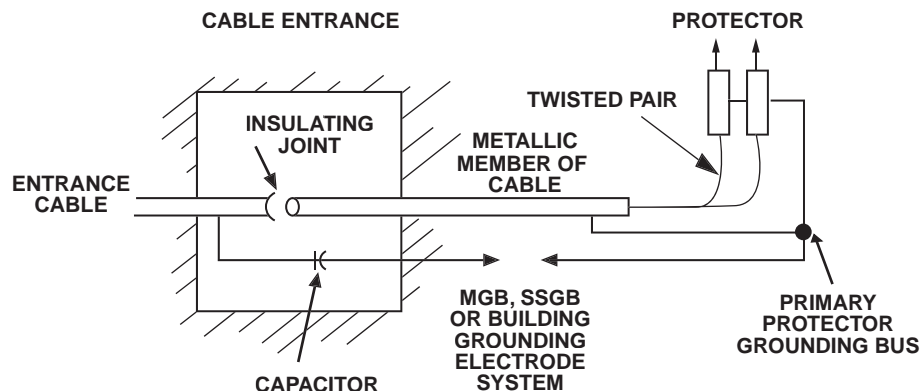 CABLE ENTRANCE
PROTECTOR
TWISTED PAIR
INSULATING
JOINT
METALLIC
MEMBER OF
CABLE
ENTRANCE
CABLE
MGB, SSGB
OR BUILDING
GROUNDING
ELECTRODE
SYSTEM
PRIMARY
PROTECTOR
GROUNDING BUS
CAPACITOR